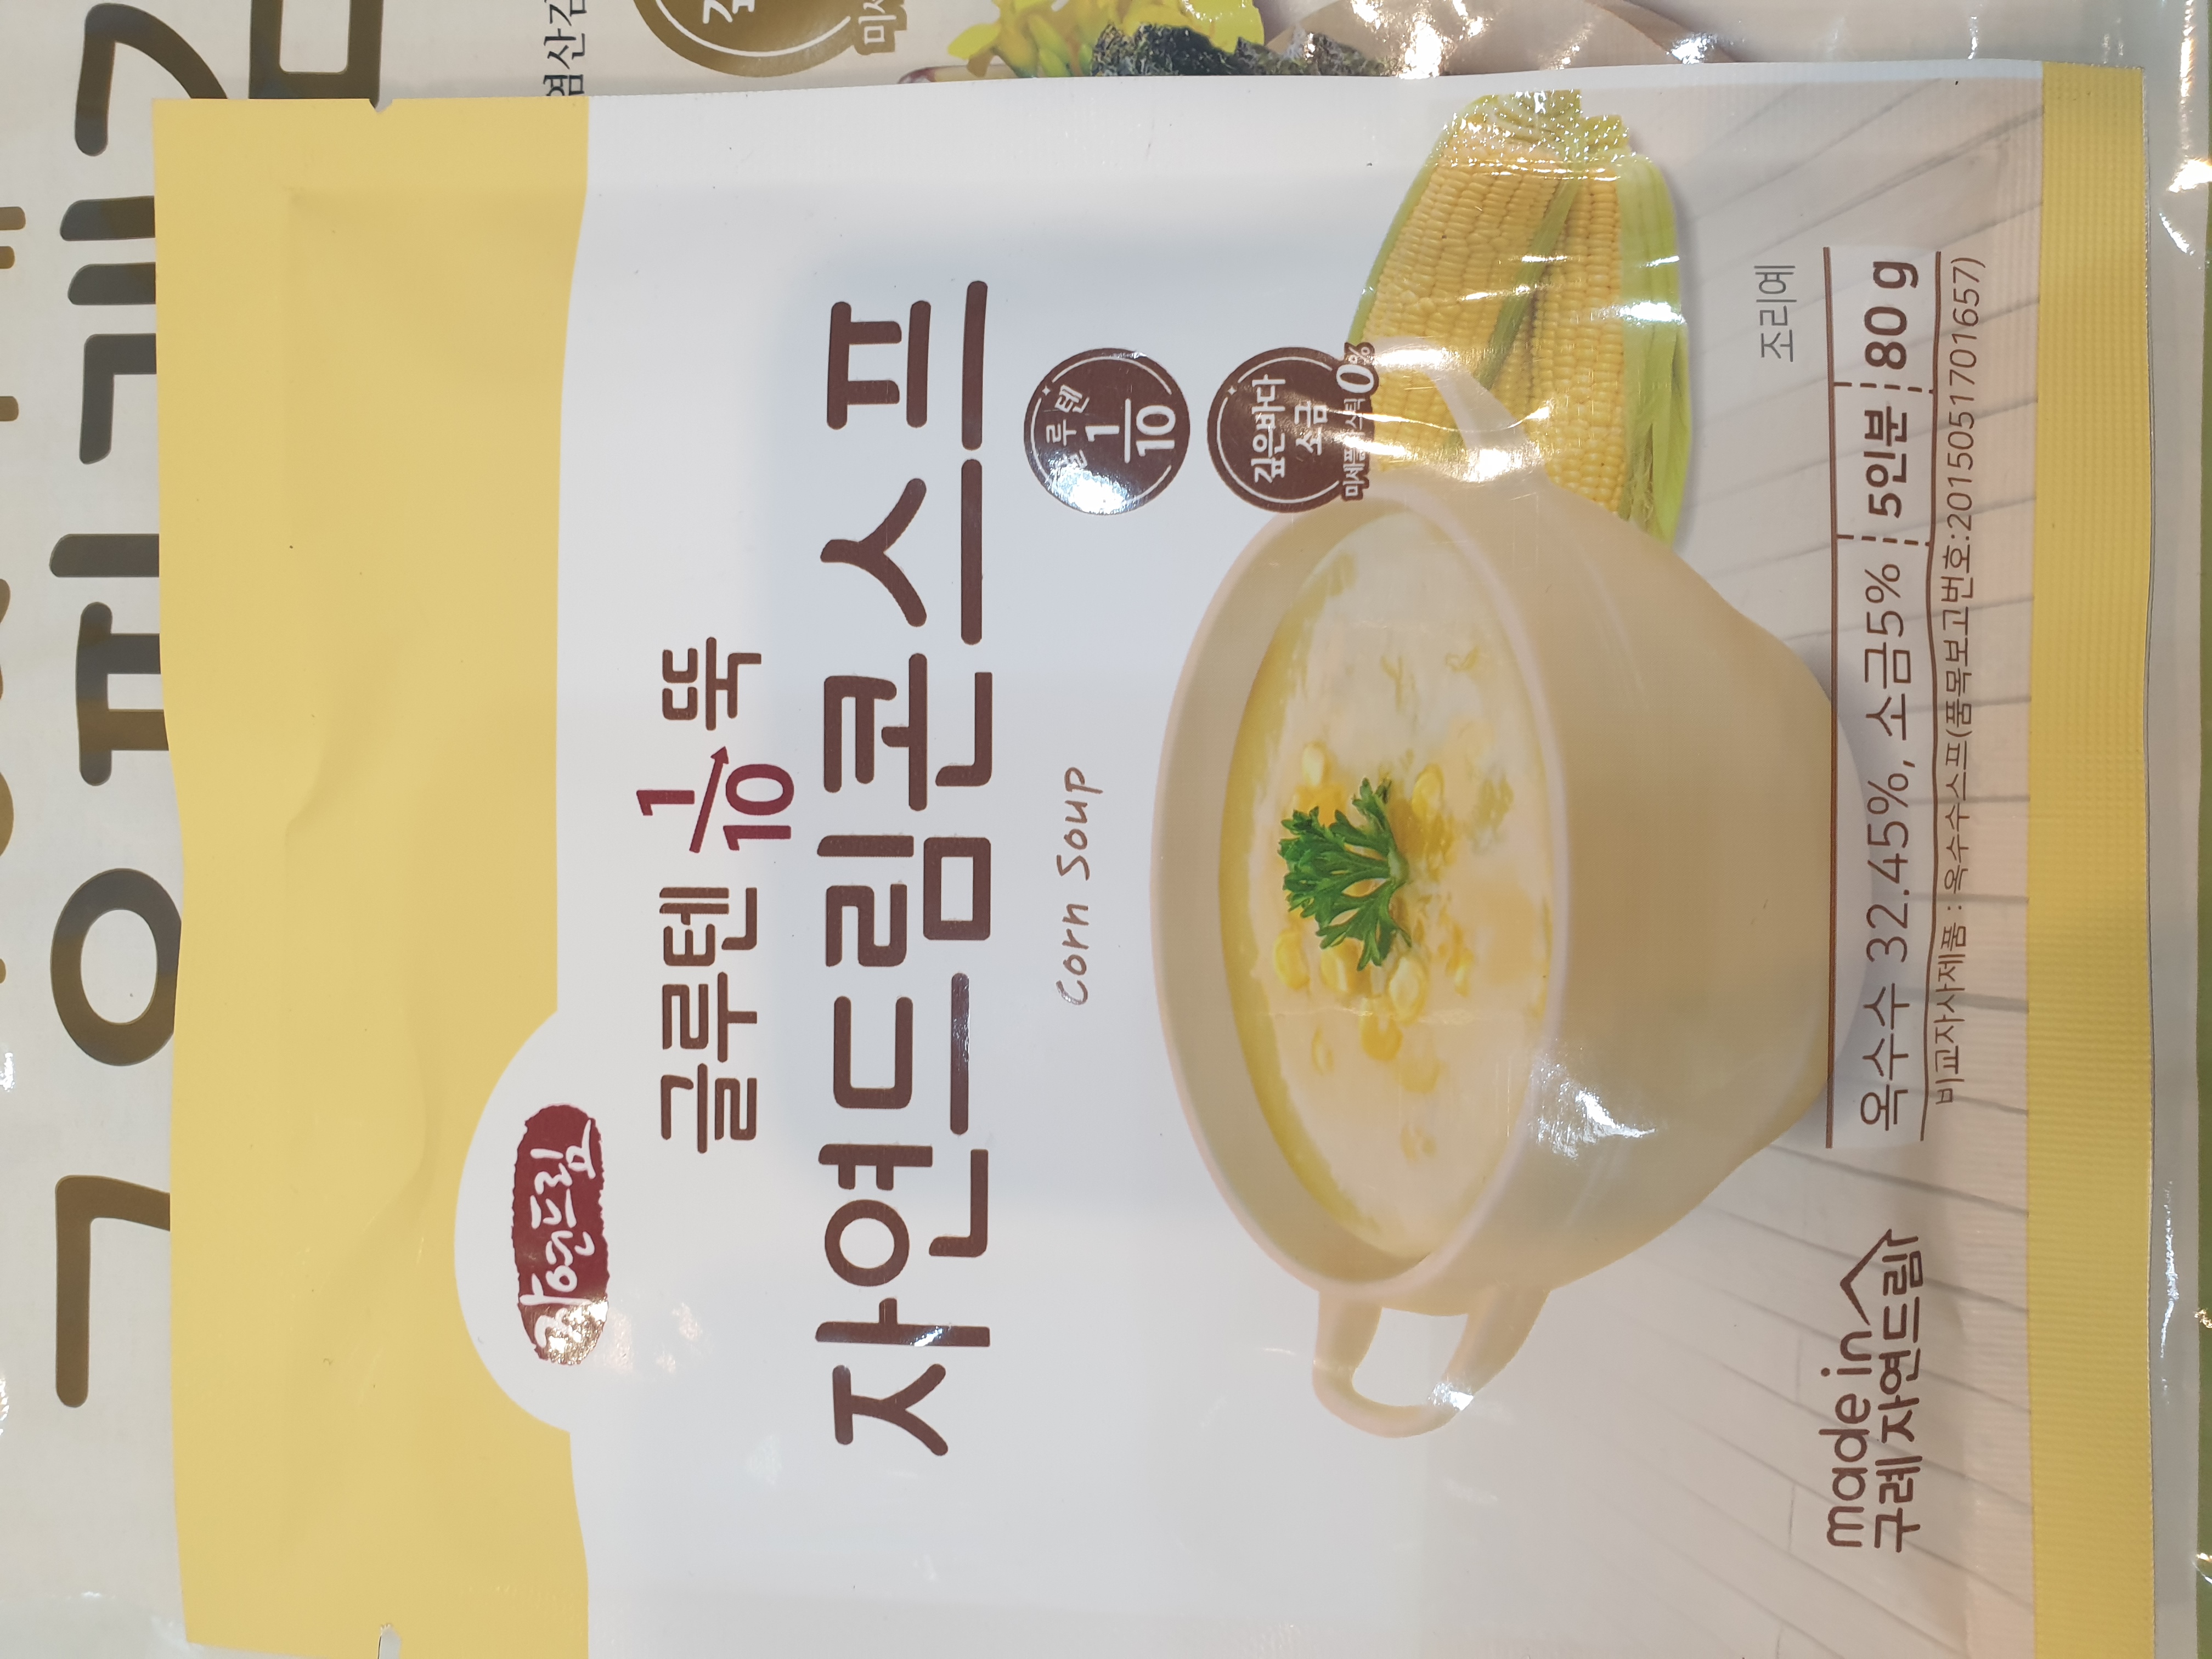 자연드림
글루텐 1/10 뚝
자연드림콘스프
Corn Soup
글루텐
1/10
깊은바다
소금
미세플라스틱 0%
조리예
옥수수 32.45%, 소금5% 5인분 80 g
비교자사제품 : 옥수수스프(품목보고번호:2015051701657)
made in
구례자연드림